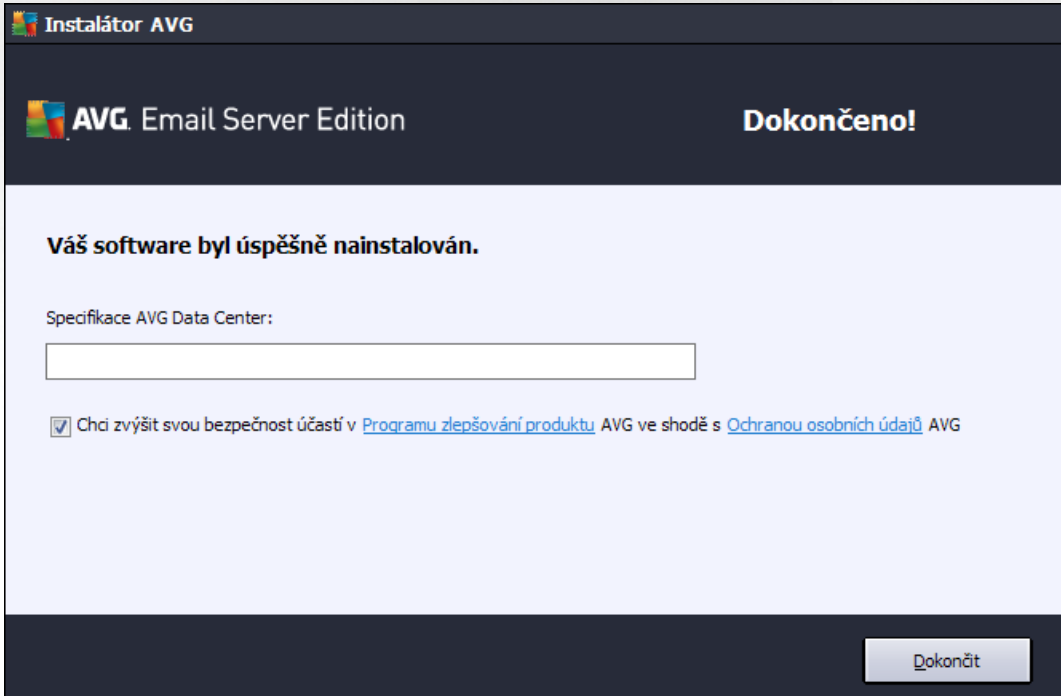 Instalátor AVG
AVG. Email Server Edition
Dokončeno!
Váš software byl úspěšně nainstalován.
Specifikace AVG Data Center:
Chci zvýšit svou bezpečnost účastí v Programu zlepšování produktu AVG ve shodě s Ochranou osobních údajů AVG
Dokončit